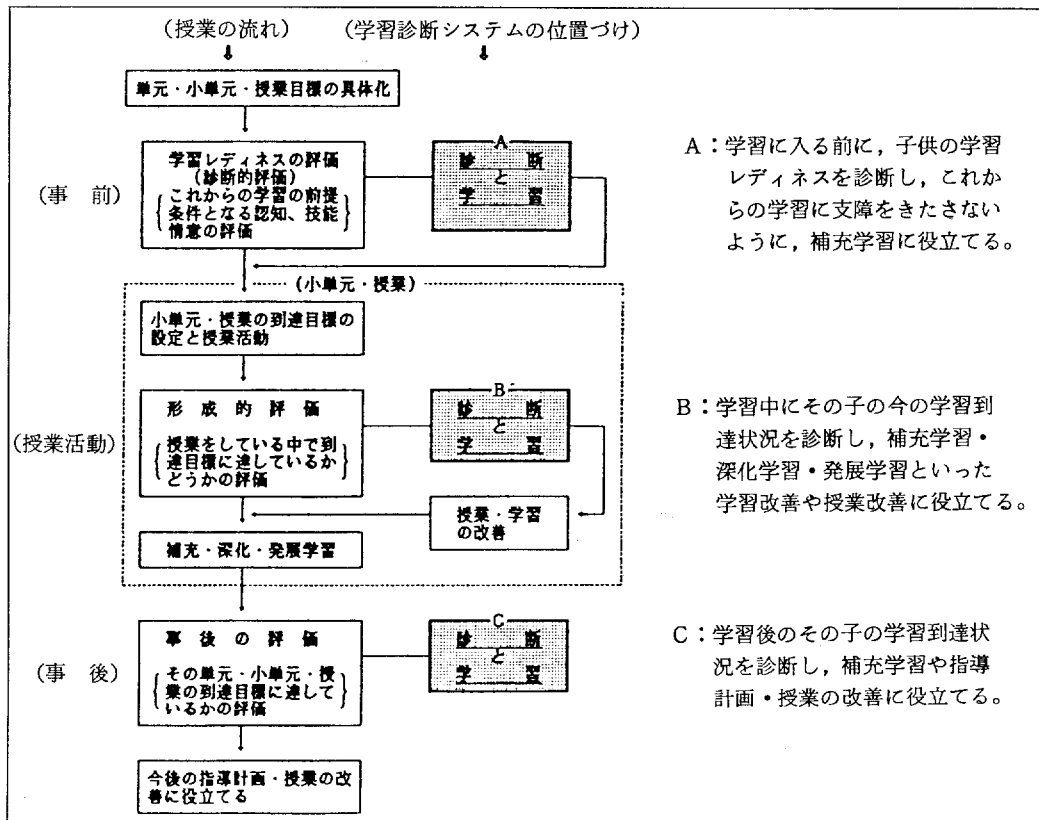 (授業の流れ)
(学習診断システムの位置づけ)
単元・小単元・授業目標の具体化
(事 前)
学習レディネスの評価
(診断的評価)
これからの学習の前提
条件となる認知、技能
情意の評価
A
診 断
と
学 習
A:学習に入る前に,子供の学習
レディネスを診断し,これか
らの学習に支障をきたさない
ように,補充学習に役立てる。
(小単元・授業)
小単元・授業の到達目標の
設定と授業活動
(授業活動)
形 成 的 評 価
授業をしている中で到
達目標に達しているか
どうかの評価
B
診 断
と
学 習
授業・学習
の改善
補充・深化・発展学習
B:学習中にその子の今の学習到
達状況を診断し,補充学習・
深化学習・発展学習といった
学習改善や授業改善に役立てる。
(事 後)
事 後 の 評 価
その単元・小単元・授
業の到達目標に達して
いるかの評価
C
診 断
と
学 習
C:学習後のその子の学習到達状
況を診断し,補充学習や指導
計画・授業の改善に役立てる。
今後の指導計画・授業の改
善に役立てる